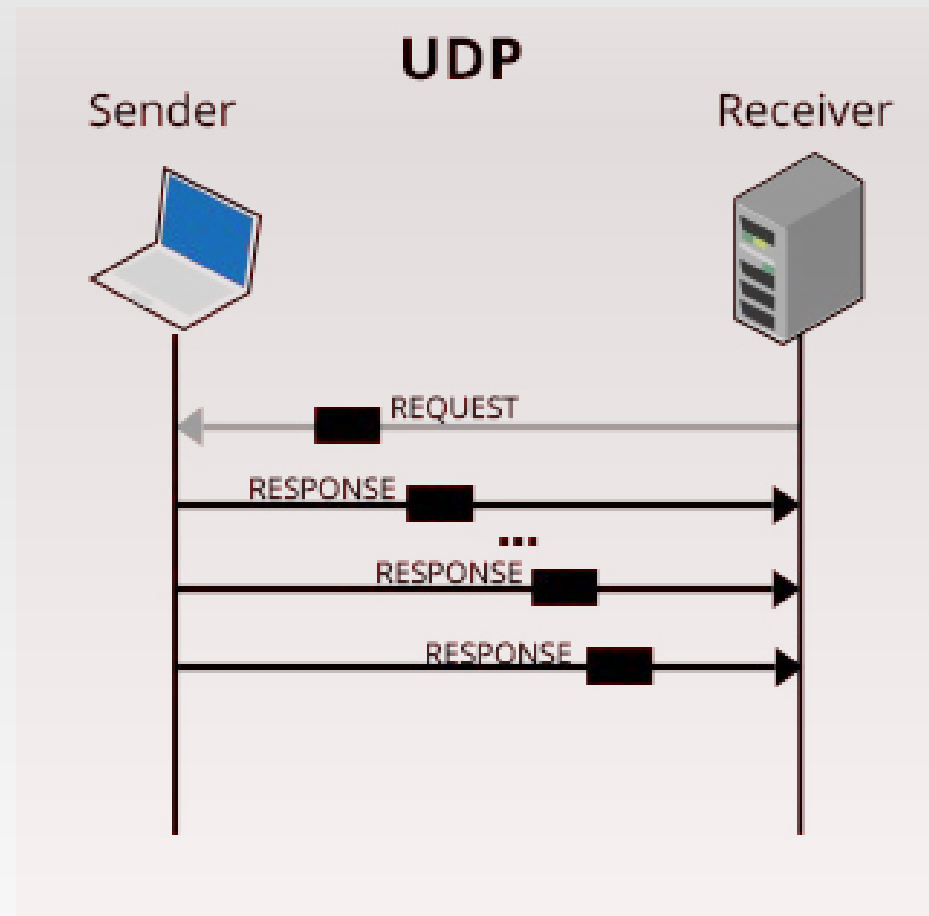 UDP
Sender
Receiver
REQUEST
RESPONSE
...
RESPONSE
RESPONSE